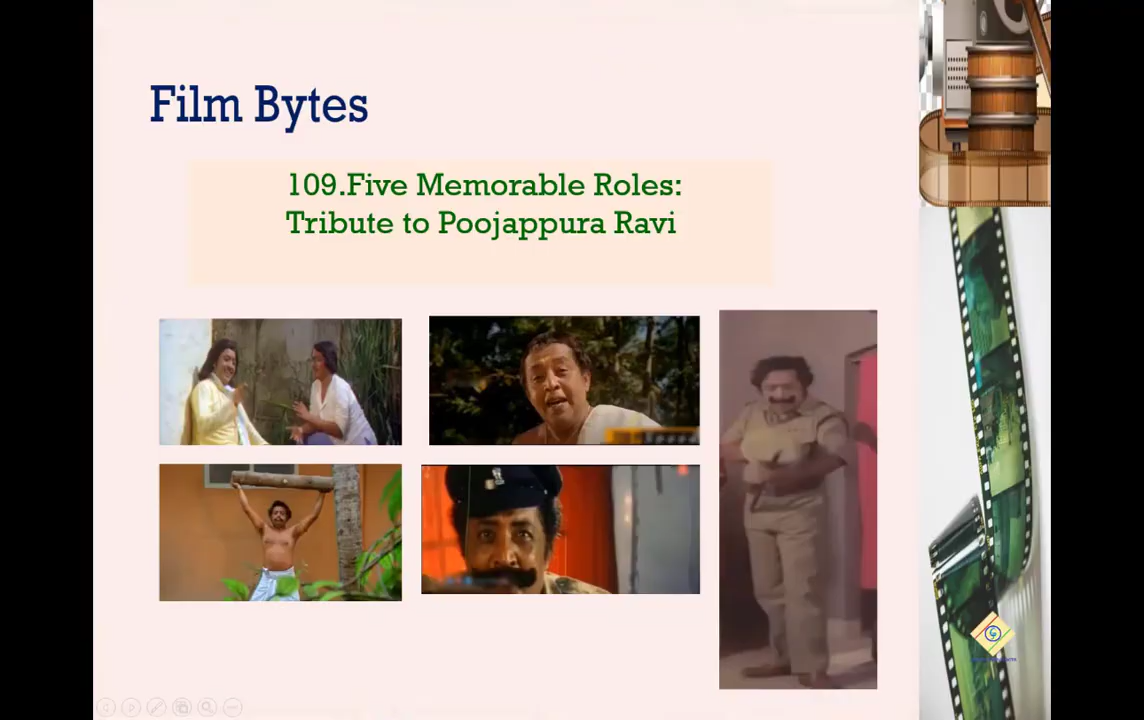 Film Bytes
109.Five Memorable Roles:
Tribute to Poojappura Ravi